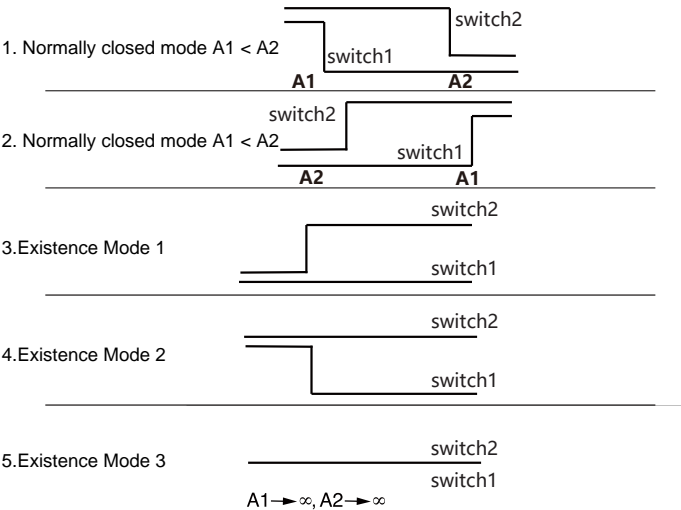 switch2
1. Normally closed mode A1 < A2
switch1
A1 A2
switch2
2. Normally closed mode A1 < A2
switch1
A2 A1
switch2
3.Existence Mode 1
switch1
switch2
4.Existence Mode 2
switch1
switch2
5.Existence Mode 3
switch1
A1→∞, A2→∞